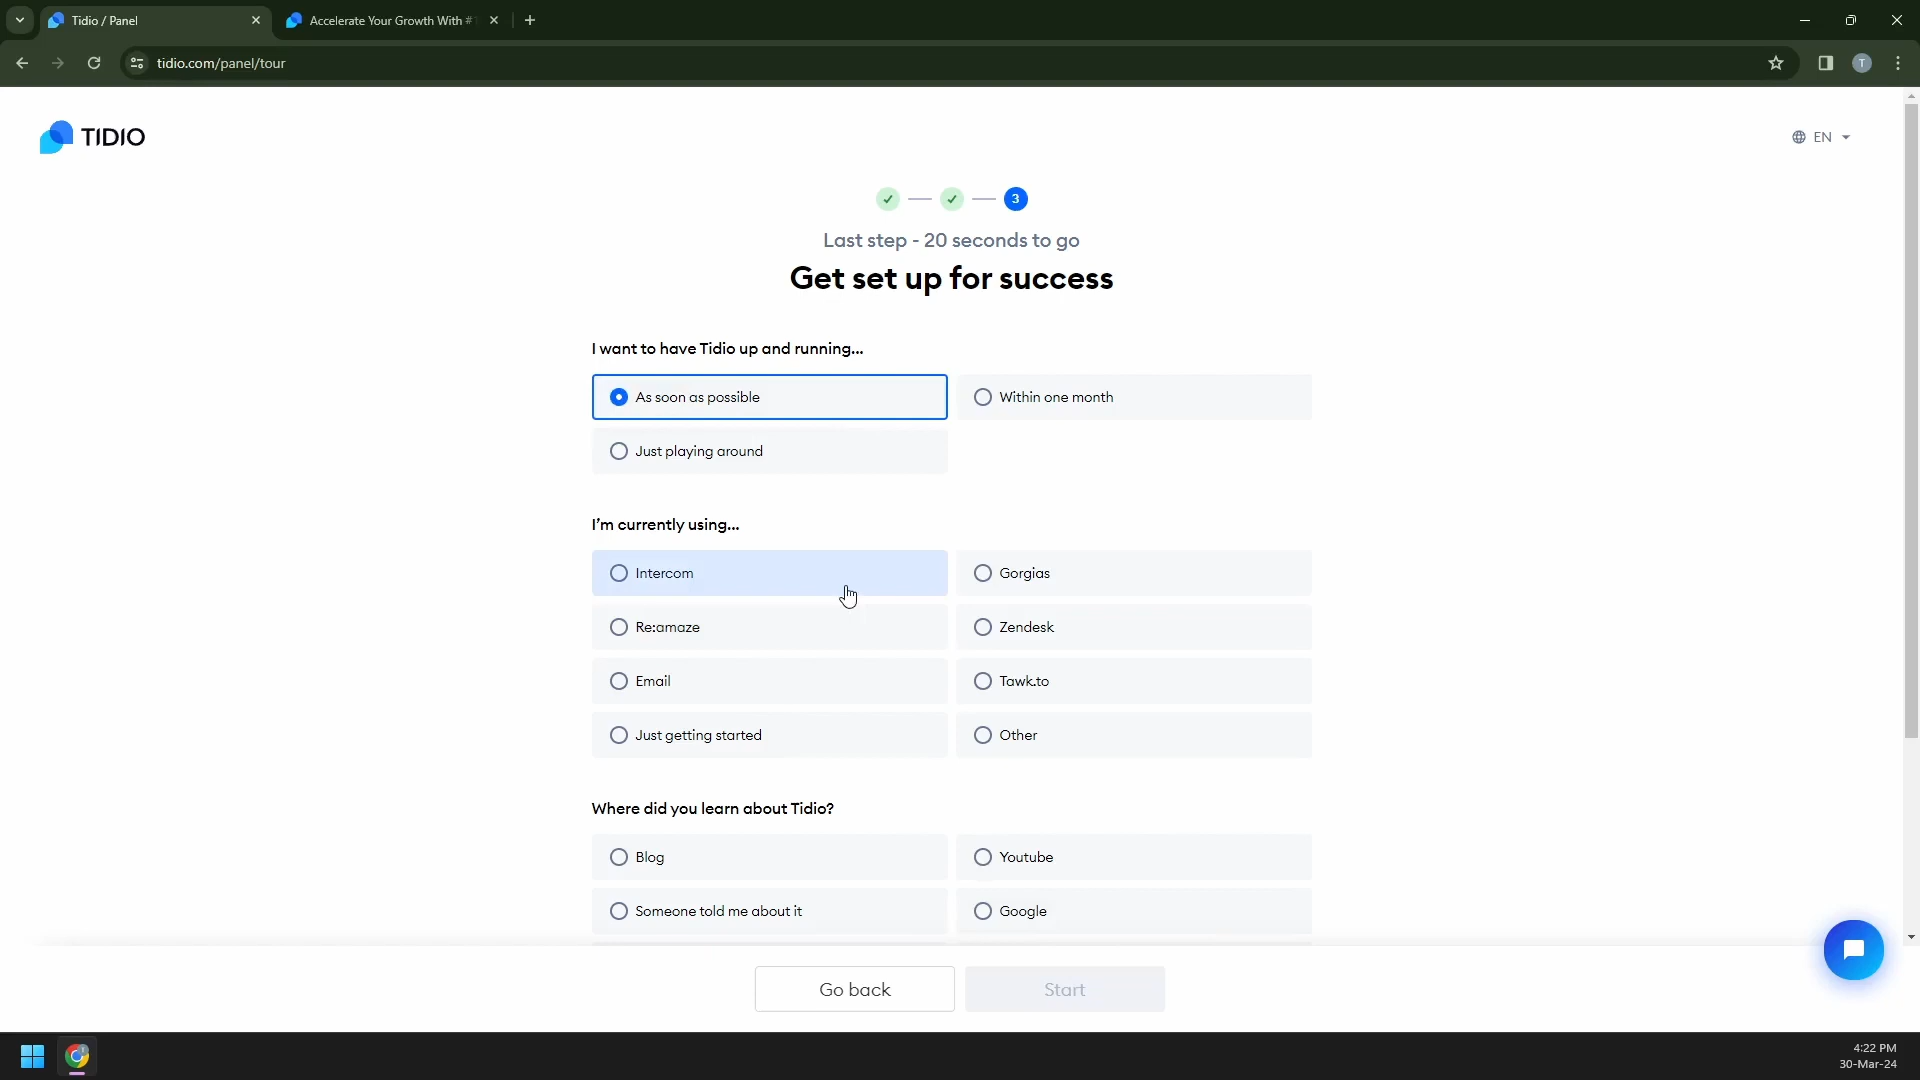 Tidio / Panel
Accelerate Your Growth With #
tidio.com/panel/tour
T
TIDIO
EN
3
Last step - 20 seconds to go
Get set up for success
I want to have Tidio up and running...
As soon as possible
Within one month
Just playing around
I'm currently using...
Intercom
Gorgias
Re:amaze
Zendesk
Email
Tawk.to
Just getting started
Other
Where did you learn about Tidio?
Blog
Youtube
Someone told me about it
Google
Go back
Start
4:22 PM
30-Mar-24